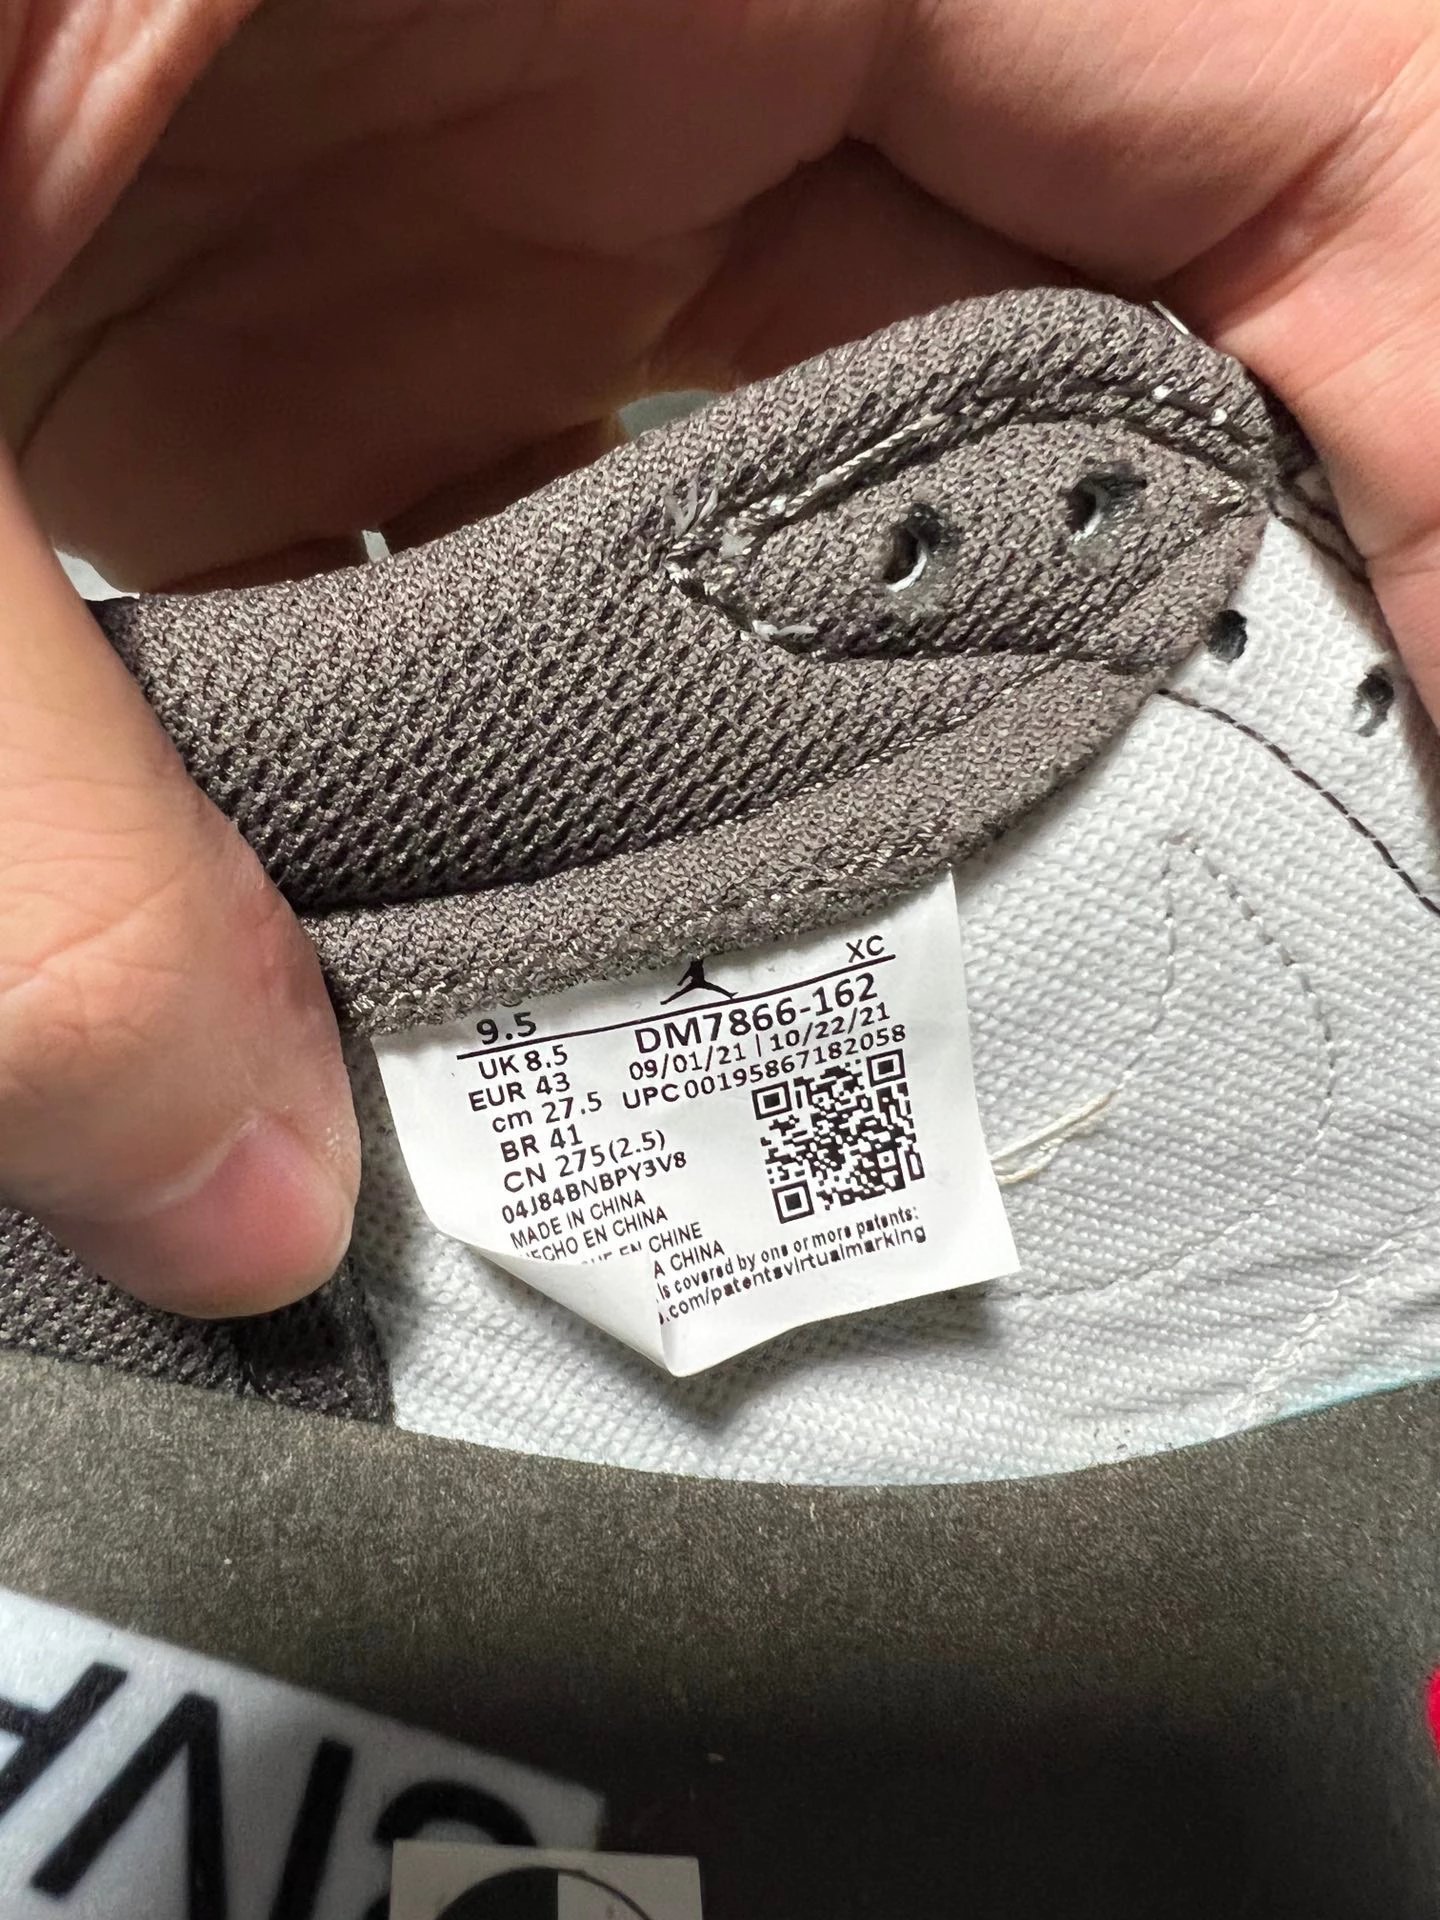 XC
9.5
DM7866-162
UK 8.5
09/01/21 | 10/22/21
EUR 43
UPC 00195867182058
cm 27.5
BR 41
CN 275(2.5)
04J84BNBPY3V8
MADE IN CHINA
HECHO EN CHINA
EN CHINE
A CHINA
is covered by one or more patents:
.com/patentsvirtualmarking